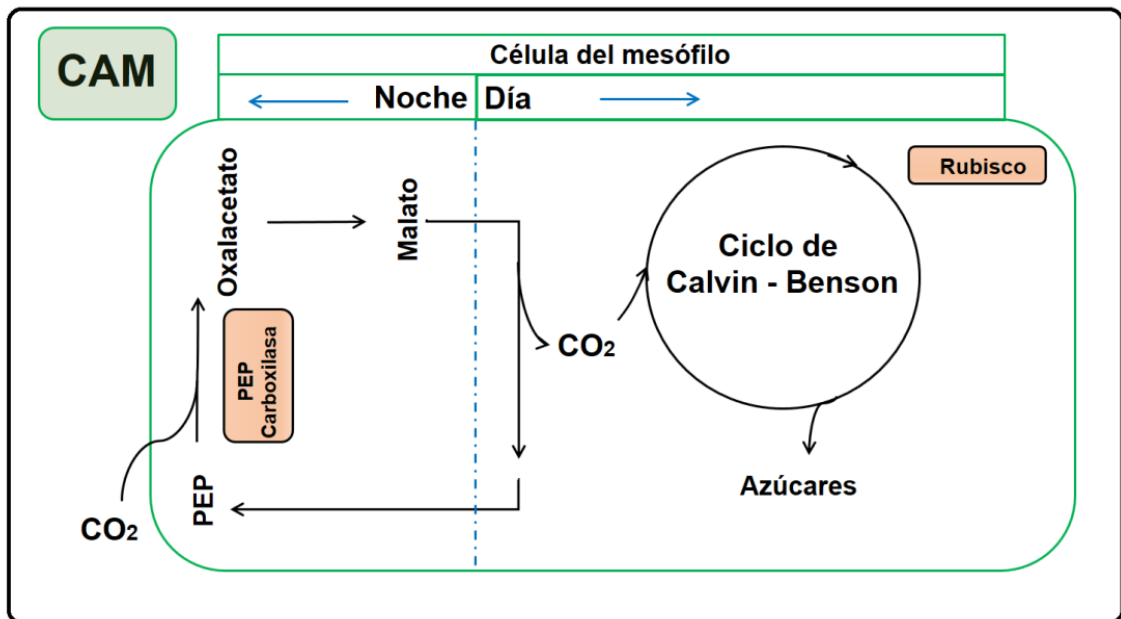 CAM
Célula del mesófilo
Noche Día
Oxalacetato
Malato
Rubisco
Ciclo de
Calvin - Benson
CO2
PEP
Carboxilasa
Azúcares
PEP
CO2